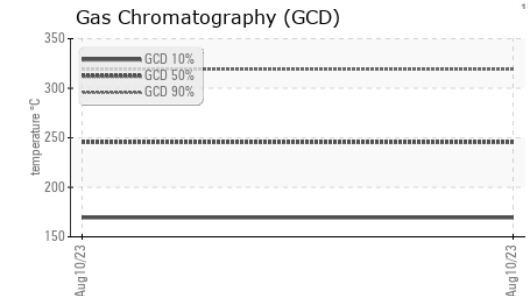 Gas Chromatography (GCD)
350
300
250
200
150
temperature °C
GCD 10%
GCD 50%
GCD 90%
Aug10/23
Aug10/23